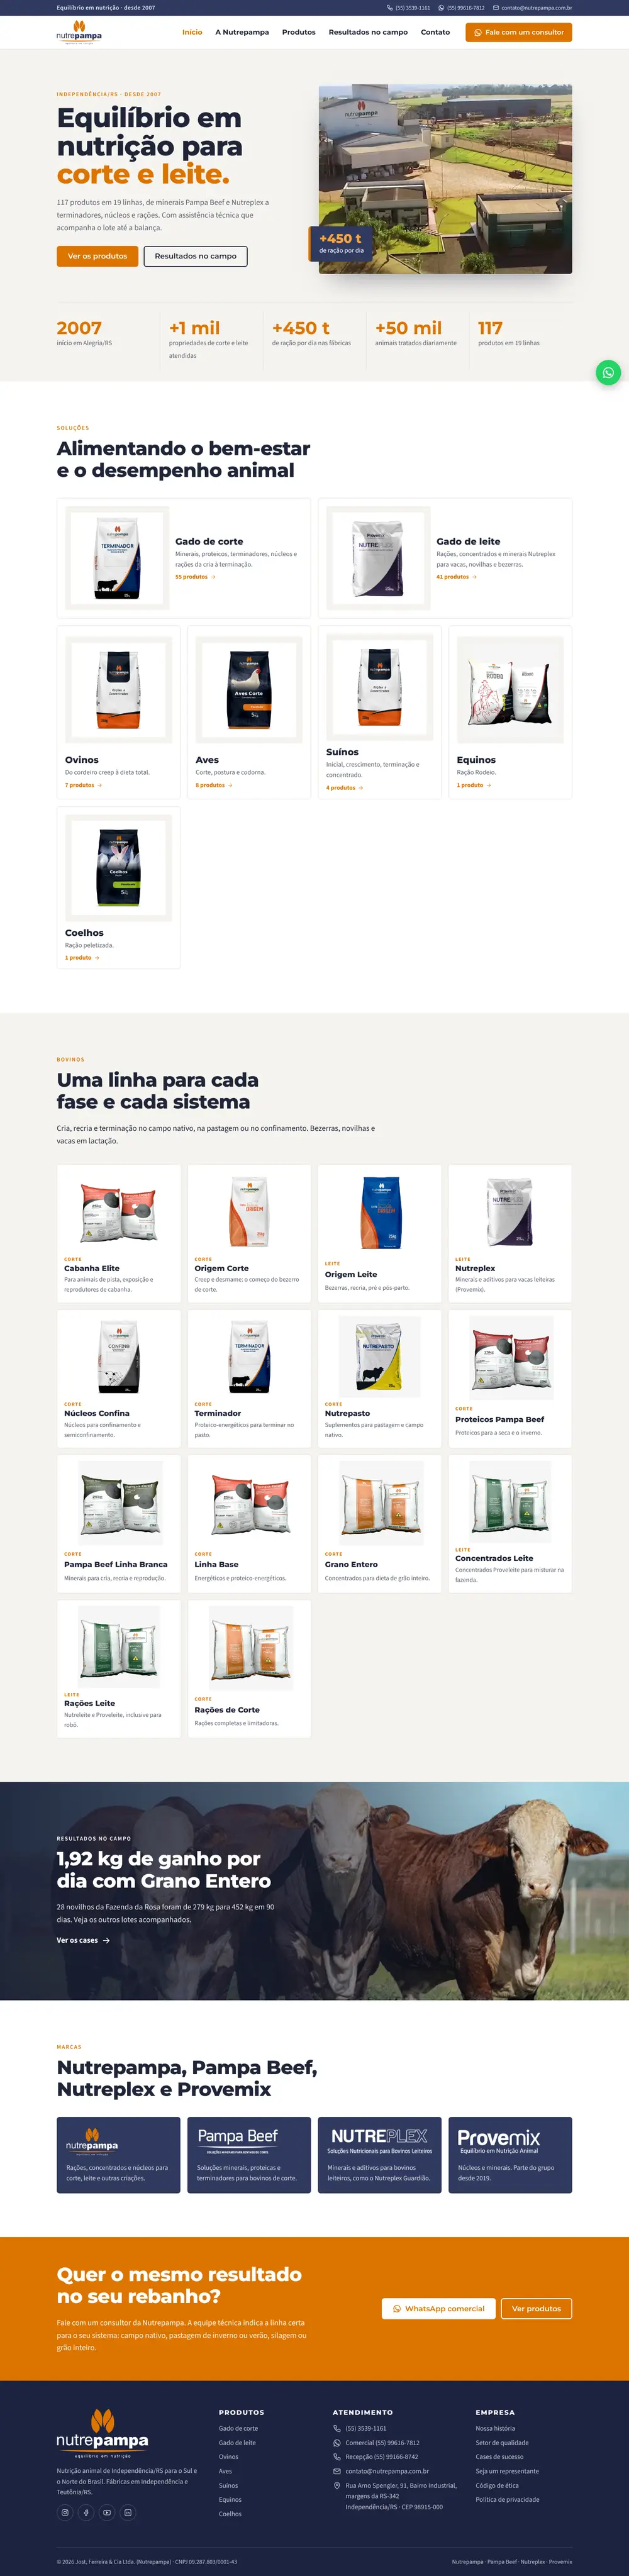 Equilíbrio em nutrição · desde 2007
(55) 3539-1161
(55) 99616-7812
contato@nutrepampa.com.br
nutrepampa
Início
A Nutrepampa
Produtos
Resultados no campo
Contato
Fale com um consultor
INDEPENDÊNCIA/RS · DESDE 2007
Equilíbrio em
nutrição para
corte e leite.
117 produtos em 19 linhas, de minerais Pampa Beef e Nutreplex a
terminadores, núcleos e rações. Com assistência técnica que
acompanha o lote até a balança.
Ver os produtos
Resultados no campo
nutrepampa
+450 t
de ração por dia
2007
início em Alegria/RS
+1 mil
propriedades de corte e leite
atendidas
+450 t
de ração por dia nas fábricas
+50 mil
animais tratados diariamente
117
produtos em 19 linhas
SOLUÇÕES
Alimentando o bem-estar
e o desempenho animal
nutrepampa
TERMINADOR
Gado de corte
Minerais, proteicos, terminadores, núcleos e
rações da cria à terminação.
55 produtos
Provemix
NUTREPLEX
Gado de leite
Rações, concentrados e minerais Nutreplex
para vacas, novilhas e bezerras.
41 produtos
Ovinos
Do cordeiro creep à dieta total.
7 produtos
Aves Corte
5kg
Aves
Corte, postura e codorna.
8 produtos
Suínos
Inicial, crescimento, terminação e
concentrado.
4 produtos
RODEIO
Equinos
Ração Rodeio.
1 produto
Coelhos
5kg
Coelhos
Ração peletizada.
1 produto
BOVINOS
Uma linha para cada
fase e cada sistema
Cria, recria e terminação no campo nativo, na pastagem ou no confinamento. Bezerras, novilhas e
vacas em lactação.
CORTE
Cabanha Elite
Para animais de pista, exposição e
reprodutores de cabanha.
ORIGEM
CORTE
Origem Corte
Creep e desmame: o começo do bezerro
de corte.
ORIGEM
LEITE
Origem Leite
Bezerras, recria, pré e pós-parto.
NUTREPLEX
LEITE
Nutreplex
Minerais e aditivos para vacas leiteiras
(Provemix).
CONFINA
CORTE
Núcleos Confina
Núcleos para confinamento e
semiconfinamento.
TERMINADOR
CORTE
Terminador
Proteico-energéticos para terminar no
pasto.
NUTREPASTO
CORTE
Nutrepasto
Suplementos para pastagem e campo
nativo.
CORTE
Proteicos Pampa Beef
Proteicos para a seca e o inverno.
CORTE
Pampa Beef Linha Branca
Minerais para cria, recria e reprodução.
CORTE
Linha Base
Energéticos e proteico-energéticos.
CORTE
Grano Entero
Concentrados para dieta de grão inteiro.
LEITE
Concentrados Leite
Concentrados Proveleite para misturar na
fazenda.
LEITE
Rações Leite
Nutreleite e Proveleite, inclusive para
robô.
CORTE
Rações de Corte
Rações completas e limitadoras.
RESULTADOS NO CAMPO
1,92 kg de ganho por
dia com Grano Entero
28 novilhos da Fazenda da Rosa foram de 279 kg para 452 kg em 90
dias. Veja os outros lotes acompanhados.
Ver os cases
MARCAS
Nutrepampa, Pampa Beef,
Nutreplex e Provemix
nutrepampa
Rações, concentrados e núcleos para
corte, leite e outras criações.
Pampa Beef
Soluções minerais, proteicas e
terminadores para bovinos de corte.
NUTREPLEX
Soluções Nutricionais para Bovinos Leiteiros
Minerais e aditivos para bovinos
leiteiros, como o Nutreplex Guardião.
Provemix
Equilíbrio em Nutrição Animal
Núcleos e minerais. Parte do grupo
desde 2019.
Quer o mesmo resultado
no seu rebanho?
Fale com um consultor da Nutrepampa. A equipe técnica indica a linha certa
para o seu sistema: campo nativo, pastagem de inverno ou verão, silagem ou
grão inteiro.
WhatsApp comercial
Ver produtos
nutrepampa
equilíbrio em nutrição
Nutrição animal de Independência/RS para o Sul e
o Norte do Brasil. Fábricas em Independência e
Teutônia/RS.
PRODUTOS
Gado de corte
Gado de leite
Ovinos
Aves
Suínos
Equinos
Coelhos
ATENDIMENTO
(55) 3539-1161
Comercial (55) 99616-7812
Recepção (55) 99166-8742
contato@nutrepampa.com.br
Rua Arno Spengler, 91, Bairro Industrial,
margens da RS-342
Independência/RS · CEP 98915-000
EMPRESA
Nossa história
Setor de qualidade
Cases de sucesso
Seja um representante
Código de ética
Política de privacidade
© 2026 Jost, Ferreira & Cia Ltda. (Nutrepampa) · CNPJ 09.287.803/0001-43
Nutrepampa · Pampa Beef · Nutreplex · Provemix